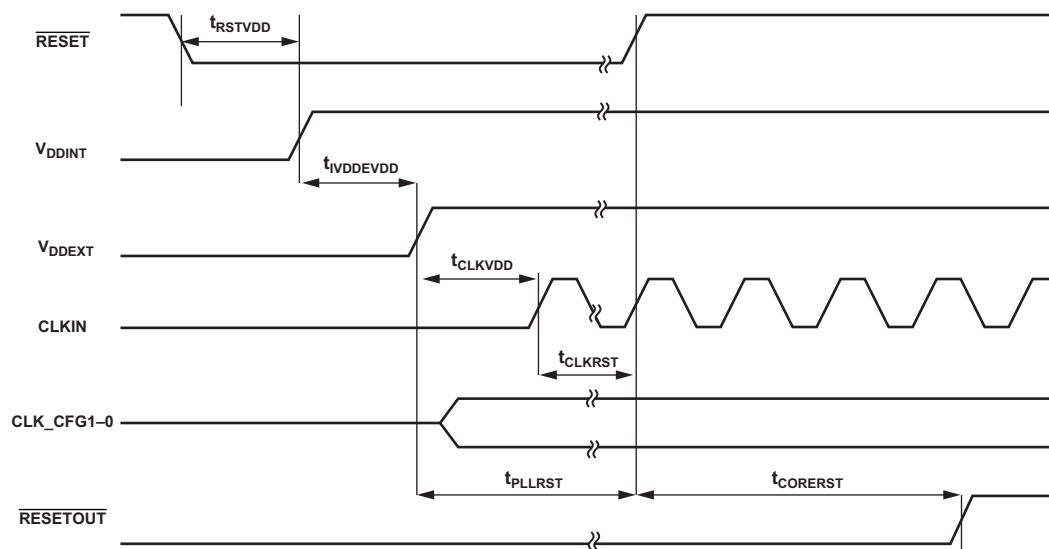 tRSTVDD
RESET
VDDINT
tIVDDEVDD
VDDEXT
tCLKVDD
CLKIN
tCLKRST
CLK_CFG1–0
tPLLRST
tCORERST
RESETOUT